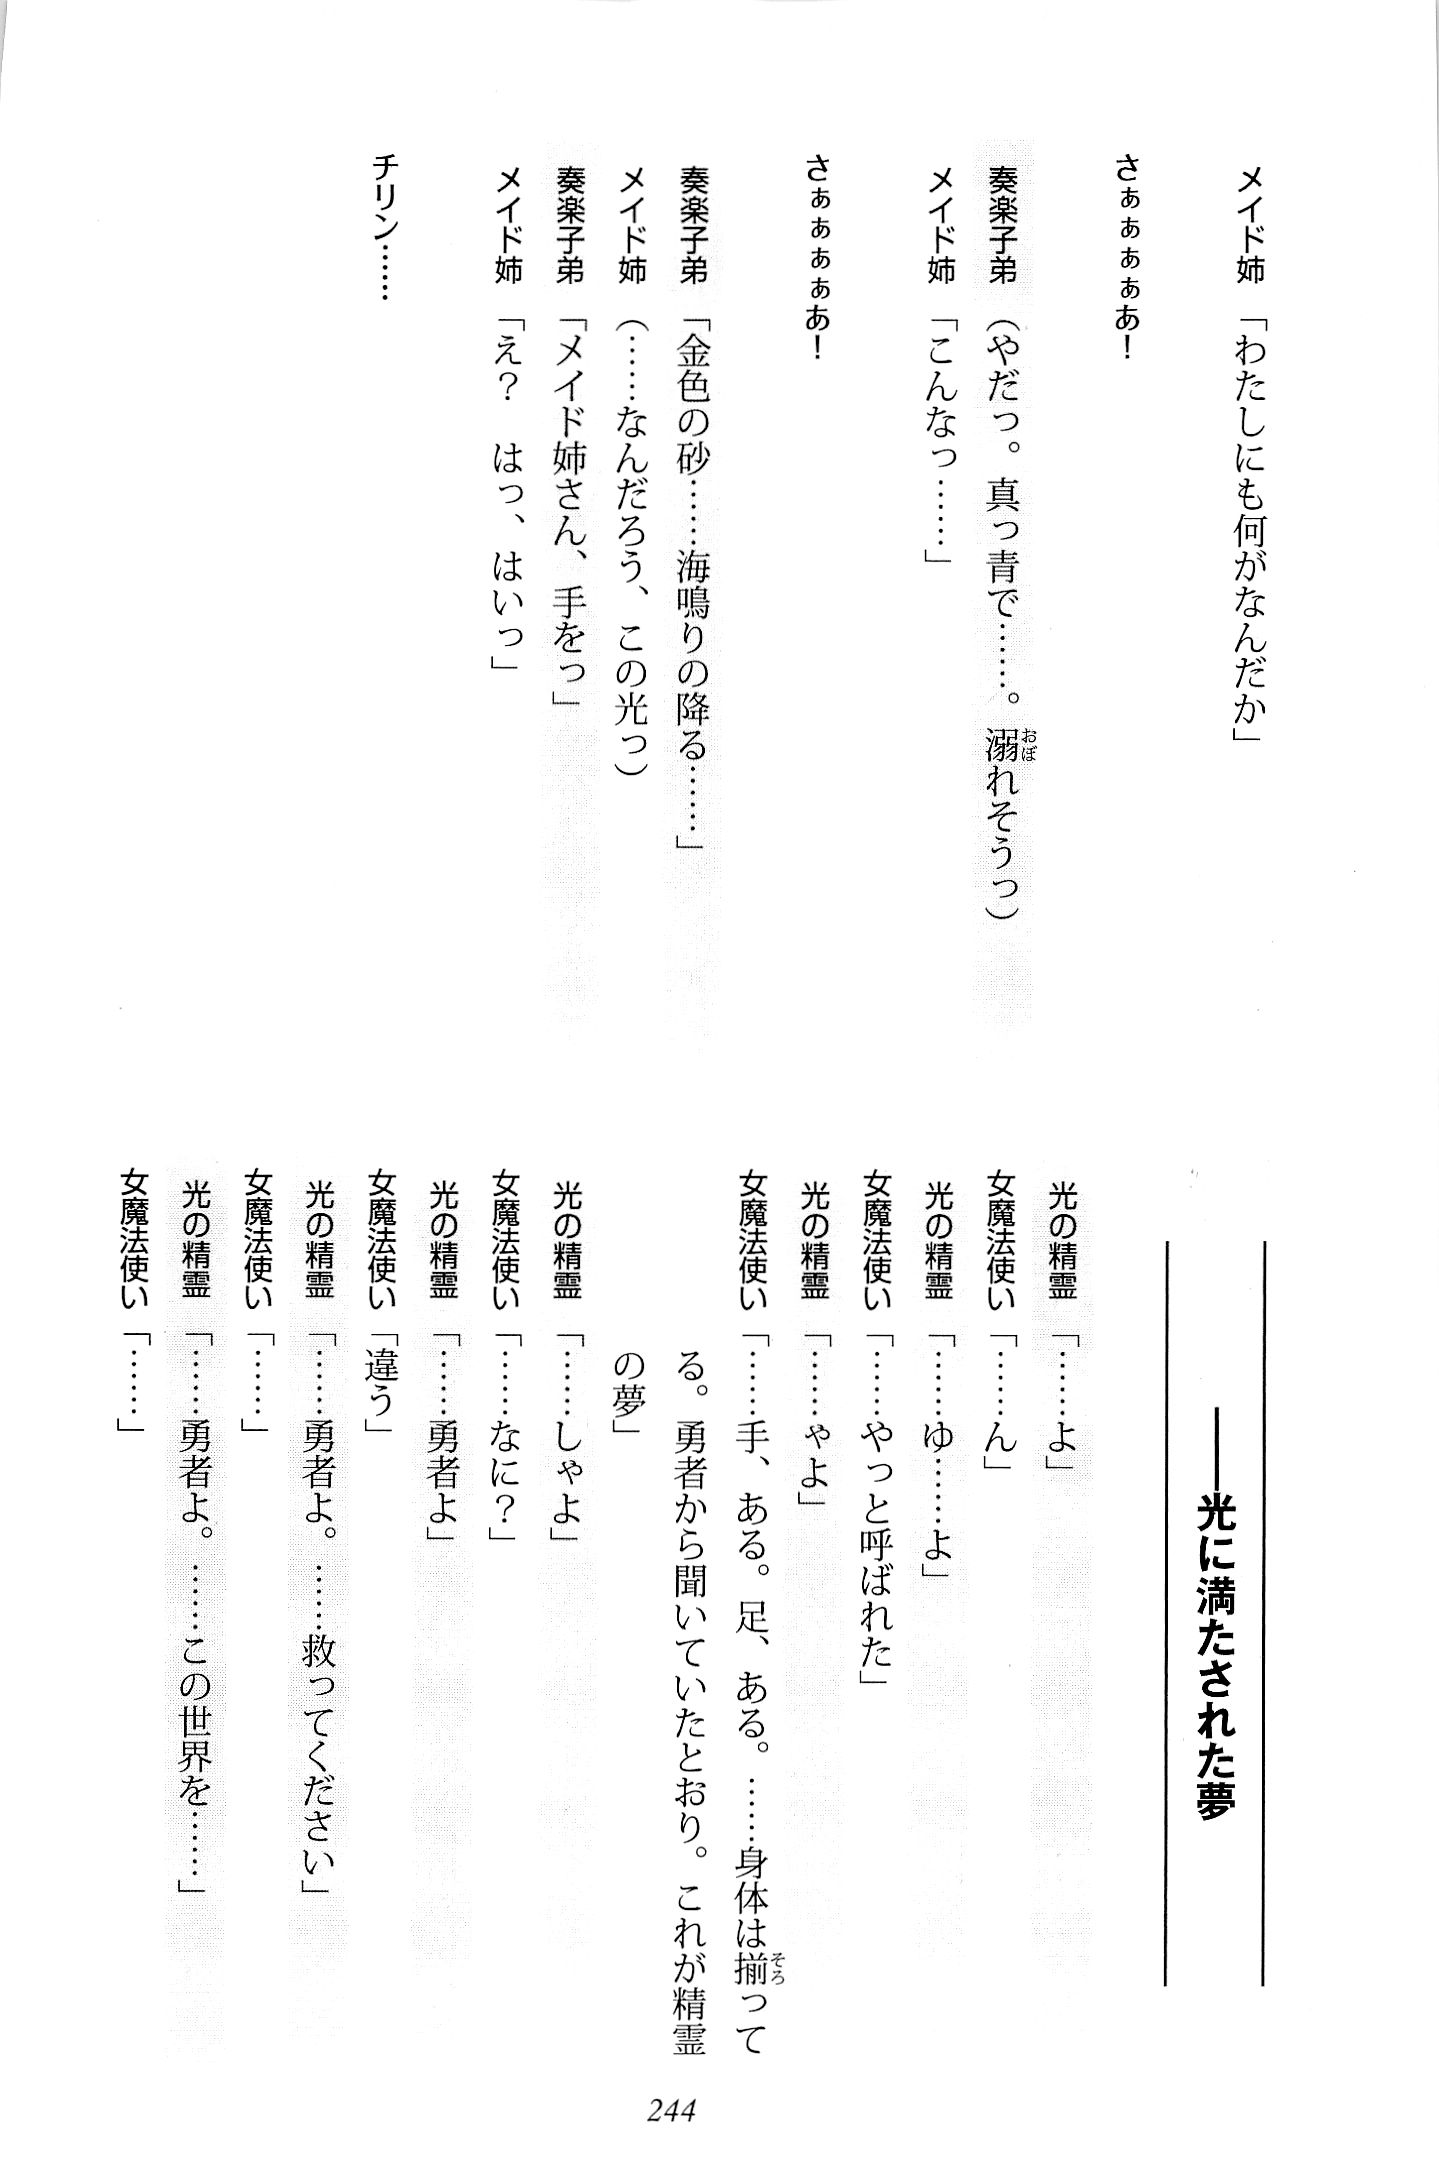 メイド姉「わたしにも何がなんだか」
さぁぁぁぁあ！
奏楽子弟（やだっ。真っ青で……。溺れそうっ）
おぼ
メイド姉「こんなっ……」
さぁぁぁぁあ！
奏楽子弟「金色の砂……海鳴りの降る……」
メイド姉（……なんだろう、この光っ）
奏楽子弟「メイド姉さん、手をっ」
メイド姉「え？　はっ、はいっ」
チリン……
――光に満たされた夢
光の精霊「……よ」
女魔法使い「……ん」
光の精霊「……ゆ……よ」
女魔法使い「……やっと呼ばれた」
光の精霊「……ゃよ」
女魔法使い「……手、ある。足、ある。……身体は揃って
そろ
る。勇者から聞いていたとおり。これが精霊
の夢」
光の精霊「……しゃよ」
女魔法使い「……なに？」
光の精霊「……勇者よ」
女魔法使い「違う」
光の精霊「……勇者よ。……救ってください」
女魔法使い「……」
光の精霊「……勇者よ。……この世界を……」
女魔法使い「……」
244